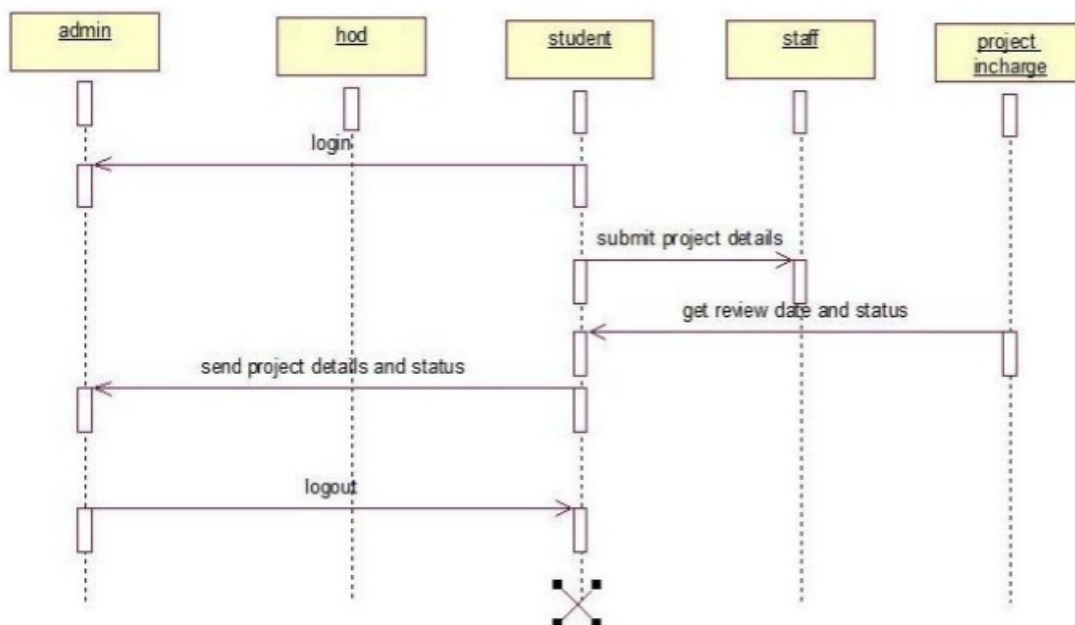 admin
hod
student
staff
project
incharge
login
submit project details
get review date and status
send project details and status
logout